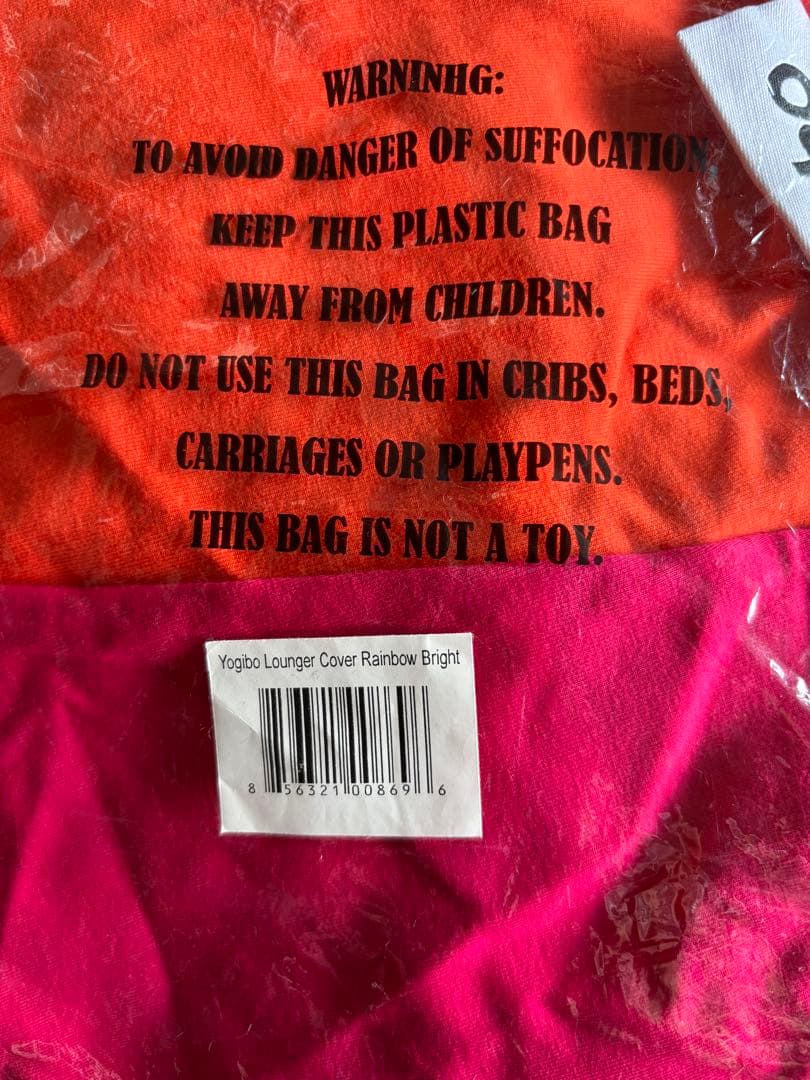 WARNINHG:
TO AVOID DANGER OF SUFFOCATION,
KEEP THIS PLASTIC BAG
AWAY FROM CHILDREN.
DO NOT USE THIS BAG IN CRIBS, BEDS,
CARRIAGES OR PLAYPENS.
THIS BAG IS NOT A TOY.
Yogibo Lounger Cover Rainbow Bright
8 56321 00869 6